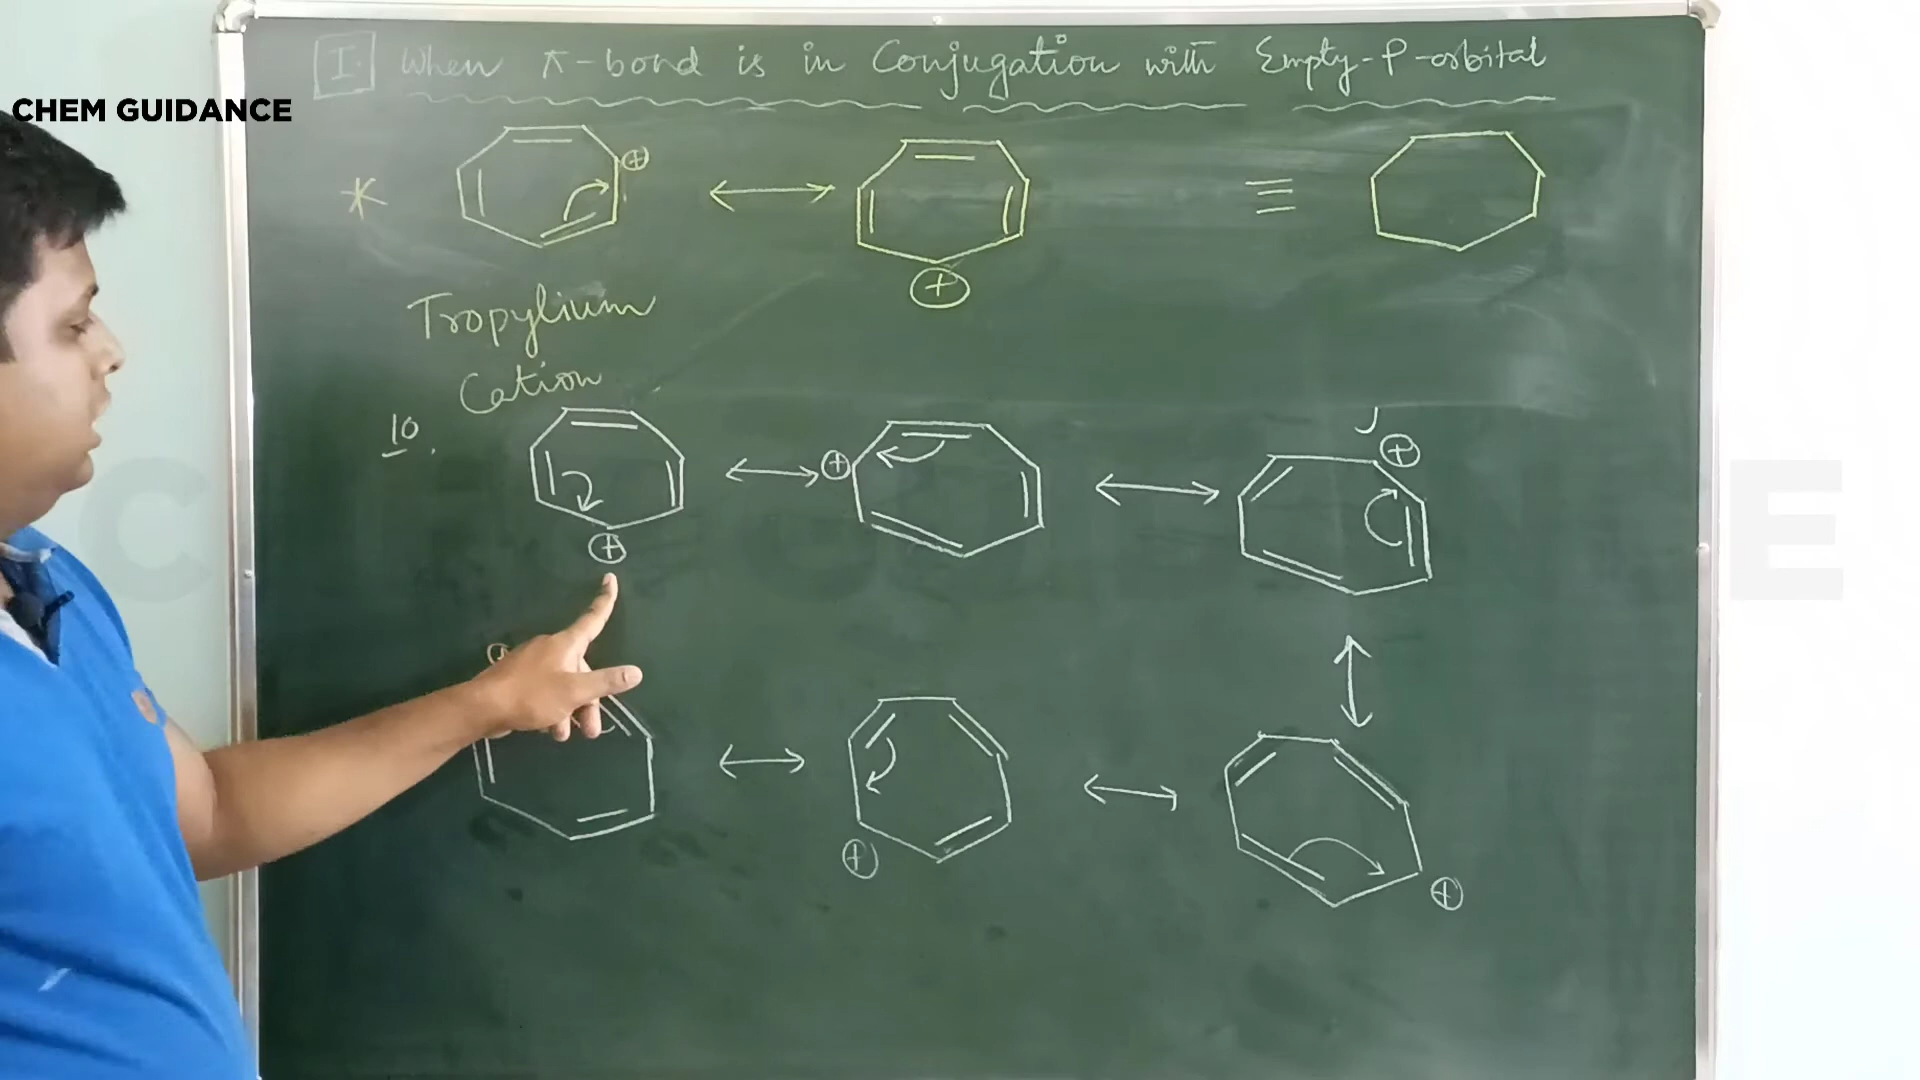 I. When π-bond is in Conjugation with Empty-P-orbital
CHEM GUIDANCE
* ⊕ ⟷ ⊕ ≡
Tropylium
Cation
10.
⊕ ⟷ ⊕ ⟷ ⊕
⟷ ⊕ ⟷ ⊕